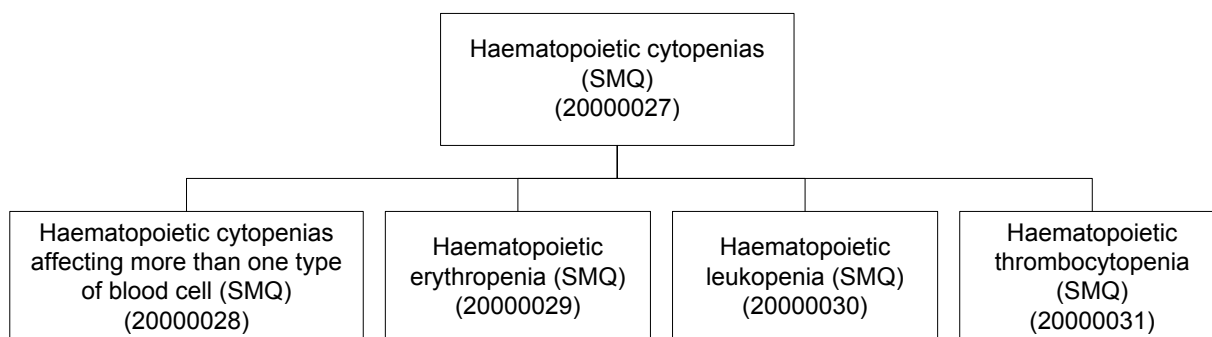 Haematopoietic cytopenias
(SMQ)
(20000027)
Haematopoietic cytopenias
affecting more than one type
of blood cell (SMQ)
(20000028)
Haematopoietic
erythropenia (SMQ)
(20000029)
Haematopoietic
leukopenia (SMQ)
(20000030)
Haematopoietic
thrombocytopenia
(SMQ)
(20000031)